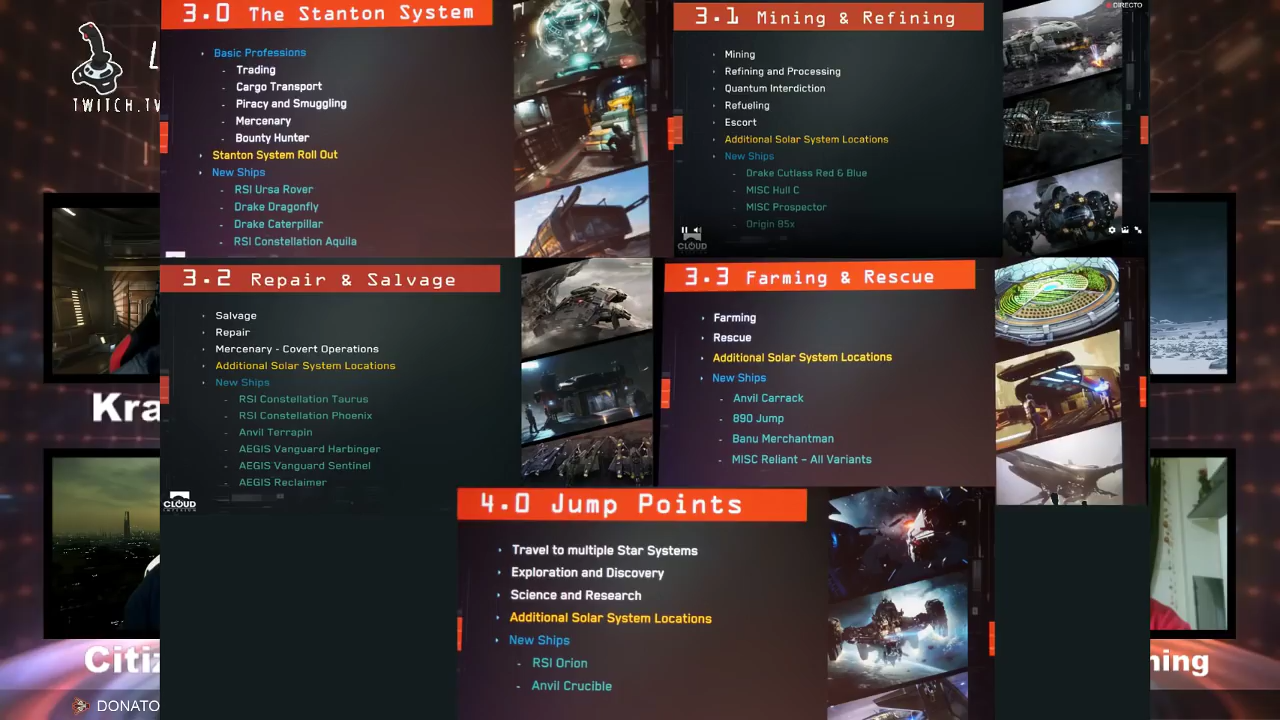 3.0 The Stanton System
Basic Professions
- Trading
- Cargo Transport
- Piracy and Smuggling
- Mercenary
- Bounty Hunter
Stanton System Roll Out
New Ships
- RSI Ursa Rover
- Drake Dragonfly
- Drake Caterpillar
- RSI Constellation Aquila
3.1 Mining & Refining
DIRECTO
Mining
Refining and Processing
Quantum Interdiction
Refueling
Escort
Additional Solar System Locations
New Ships
- Drake Cutlass Red & Blue
- MISC Hull C
- MISC Prospector
- Origin 85x
CLOUD
3.2 Repair & Salvage
Salvage
Repair
Mercenary - Covert Operations
Additional Solar System Locations
New Ships
- RSI Constellation Taurus
- RSI Constellation Phoenix
- Anvil Terrapin
- AEGIS Vanguard Harbinger
- AEGIS Vanguard Sentinel
- AEGIS Reclaimer
CLOUD
3.3 Farming & Rescue
Farming
Rescue
Additional Solar System Locations
New Ships
- Anvil Carrack
- 890 Jump
- Banu Merchantman
- MISC Reliant – All Variants
4.0 Jump Points
Travel to multiple Star Systems
Exploration and Discovery
Science and Research
Additional Solar System Locations
New Ships
- RSI Orion
- Anvil Crucible
TWITCH.TV
Kra
Citiz
ning
DONATO